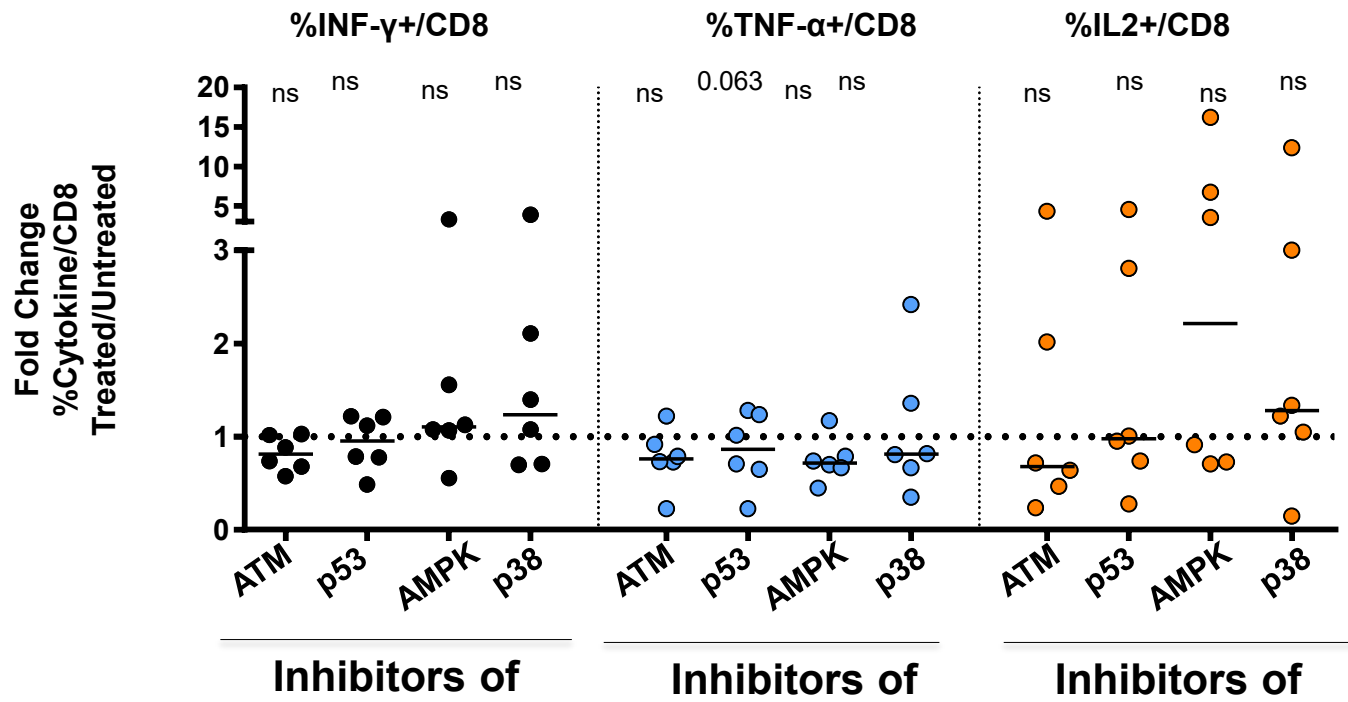 %INF-γ+/CD8 %TNF-α+/CD8 %IL2+/CD8
ns ns ns ns ns 0.063 ns ns ns ns ns ns
Fold Change
%Cytokine/CD8
Treated/Untreated
20
15
10
5
3
2
1
0
ATM p53 AMPK p38 ATM p53 AMPK p38 ATM p53 AMPK p38
Inhibitors of Inhibitors of Inhibitors of